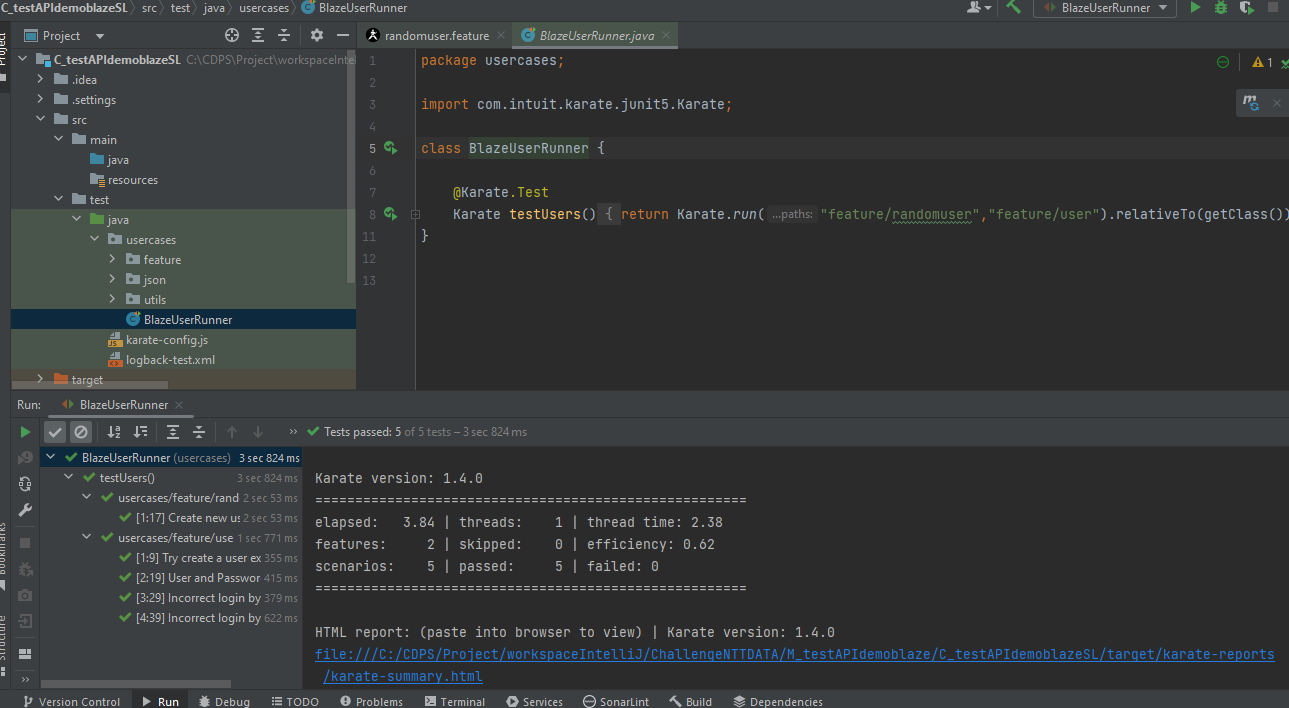 C_testAPIdemoblazeSL src test java usercases BlazeUserRunner
BlazeUserRunner
Project
Project
randomuser.feature
BlazeUserRunner.java
C_testAPIdemoblazeSL C:\CDPS\Project\workspaceInte
.idea
.settings
src
main
java
resources
test
java
usercases
feature
json
utils
BlazeUserRunner
karate-config.js
logback-test.xml
target
1 package usercases;
2
3 import com.intuit.karate.junit5.Karate;
4
5 class BlazeUserRunner {
6
7 @Karate.Test
8 Karate testUsers() { return Karate.run( ...paths: "feature/randomuser","feature/user").relativeTo(getClass())
11 }
12
13
1
Run: BlazeUserRunner
Tests passed: 5 of 5 tests – 3 sec 824 ms
BlazeUserRunner (usercases) 3 sec 824 ms
testUsers() 3 sec 824 ms
usercases/feature/rand 2 sec 53 ms
[1:17] Create new us 2 sec 53 ms
usercases/feature/use 1 sec 771 ms
[1:9] Try create a user ex 355 ms
[2:19] User and Passwor 415 ms
[3:29] Incorrect login by 379 ms
[4:39] Incorrect login by 622 ms
Karate version: 1.4.0
======================================================
elapsed: 3.84 | threads: 1 | thread time: 2.38
features: 2 | skipped: 0 | efficiency: 0.62
scenarios: 5 | passed: 5 | failed: 0
======================================================
HTML report: (paste into browser to view) | Karate version: 1.4.0
file:///C:/CDPS/Project/workspaceIntelliJ/ChallengeNTTDATA/M_testAPIdemoblaze/C_testAPIdemoblazeSL/target/karate-reports
/karate-summary.html
Bookmarks
Structure
Version Control Run Debug TODO Problems Terminal Services SonarLint Build Dependencies